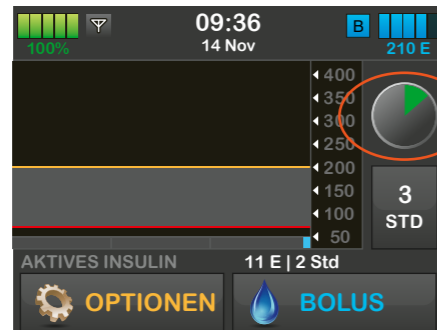 100%
09:36
14 Nov
B
210 E
400
350
300
250
200
150
100
50
3
STD
AKTIVES INSULIN 11 E | 2 Std
OPTIONEN
BOLUS